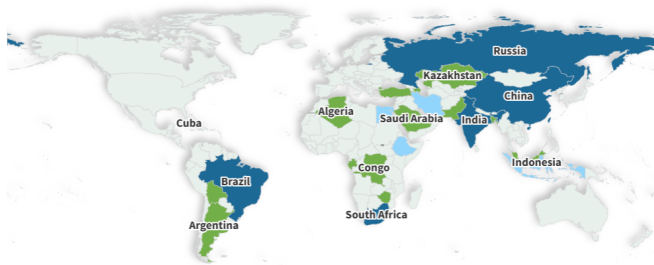 Russia
Kazakhstan
China
Algeria
Saudi Arabia
India
Cuba
Indonesia
Congo
Brazil
South Africa
Argentina